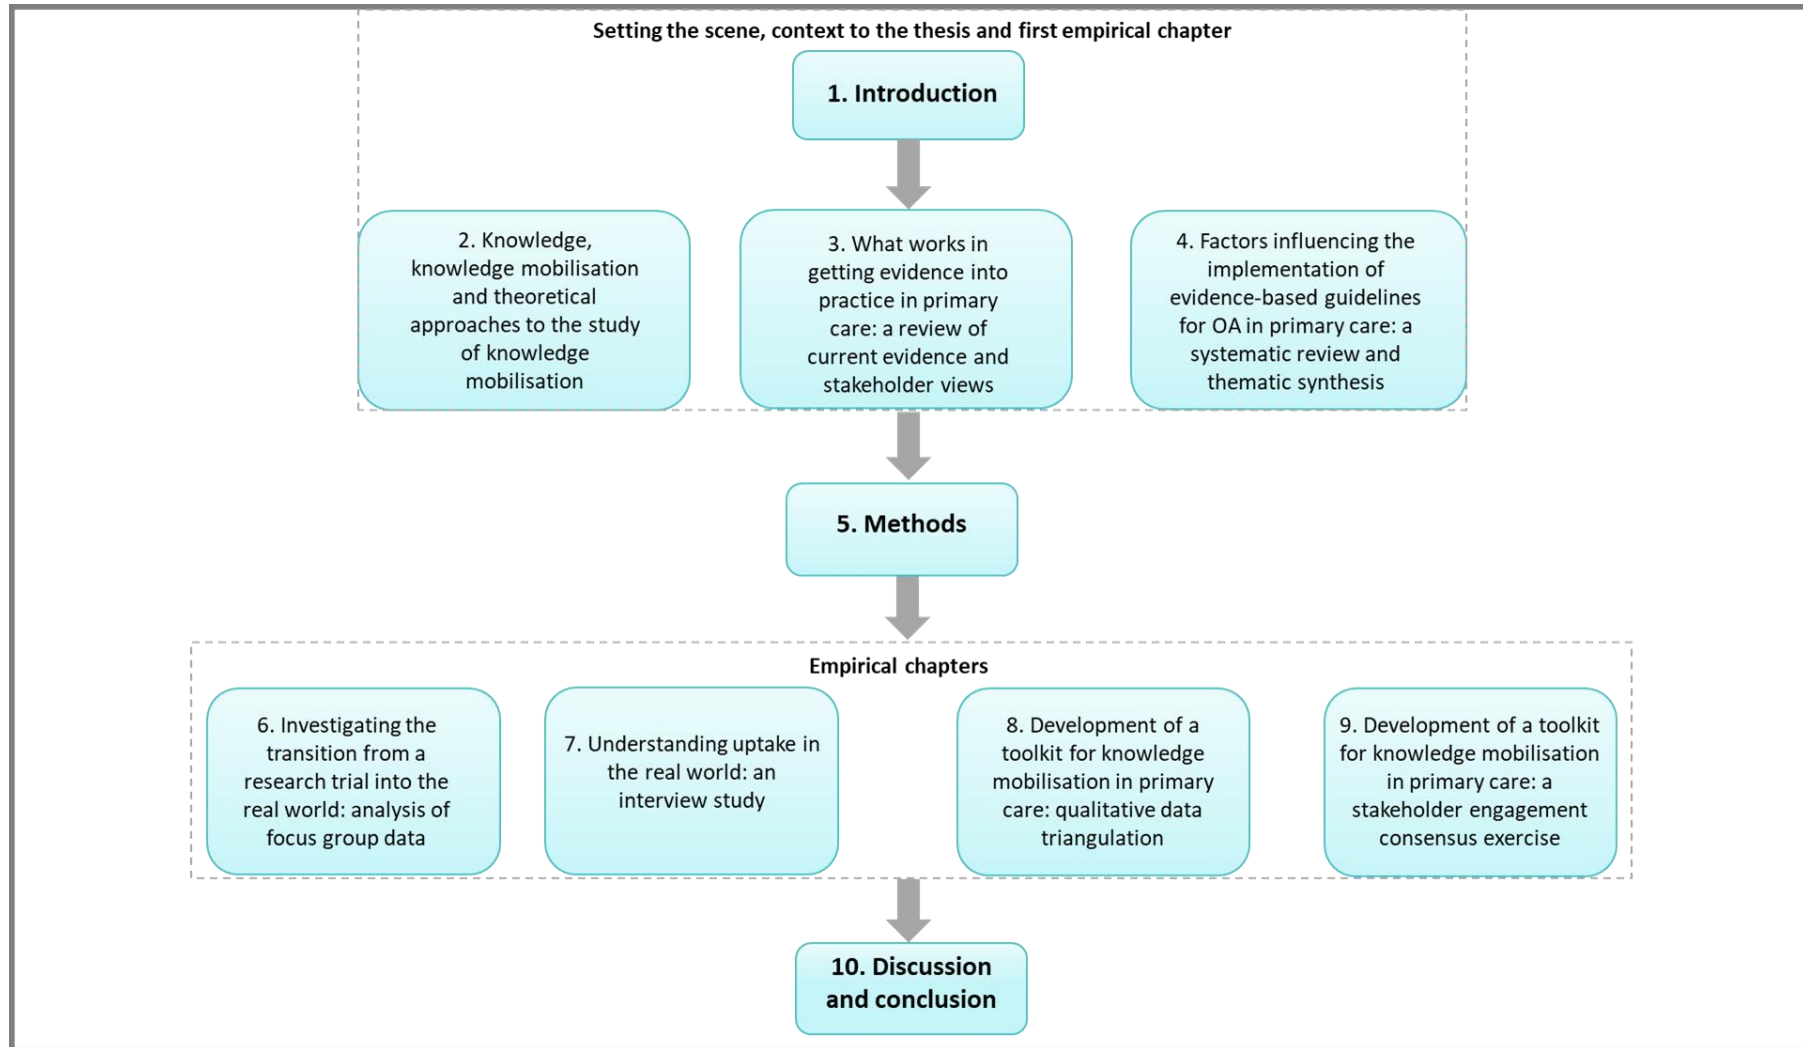 Setting the scene, context to the thesis and first empirical chapter
1. Introduction
2. Knowledge,
knowledge mobilisation
and theoretical
approaches to the study
of knowledge
mobilisation
3. What works in
getting evidence into
practice in primary
care: a review of
current evidence and
stakeholder views
4. Factors influencing the
implementation of
evidence-based guidelines
for OA in primary care: a
systematic review and
thematic synthesis
5. Methods
Empirical chapters
6. Investigating the
transition from a
research trial into the
real world: analysis of
focus group data
7. Understanding uptake in
the real world: an
interview study
8. Development of a
toolkit for knowledge
mobilisation in primary
care: qualitative data
triangulation
9. Development of a toolkit
for knowledge mobilisation
in primary care: a
stakeholder engagement
consensus exercise
10. Discussion
and conclusion